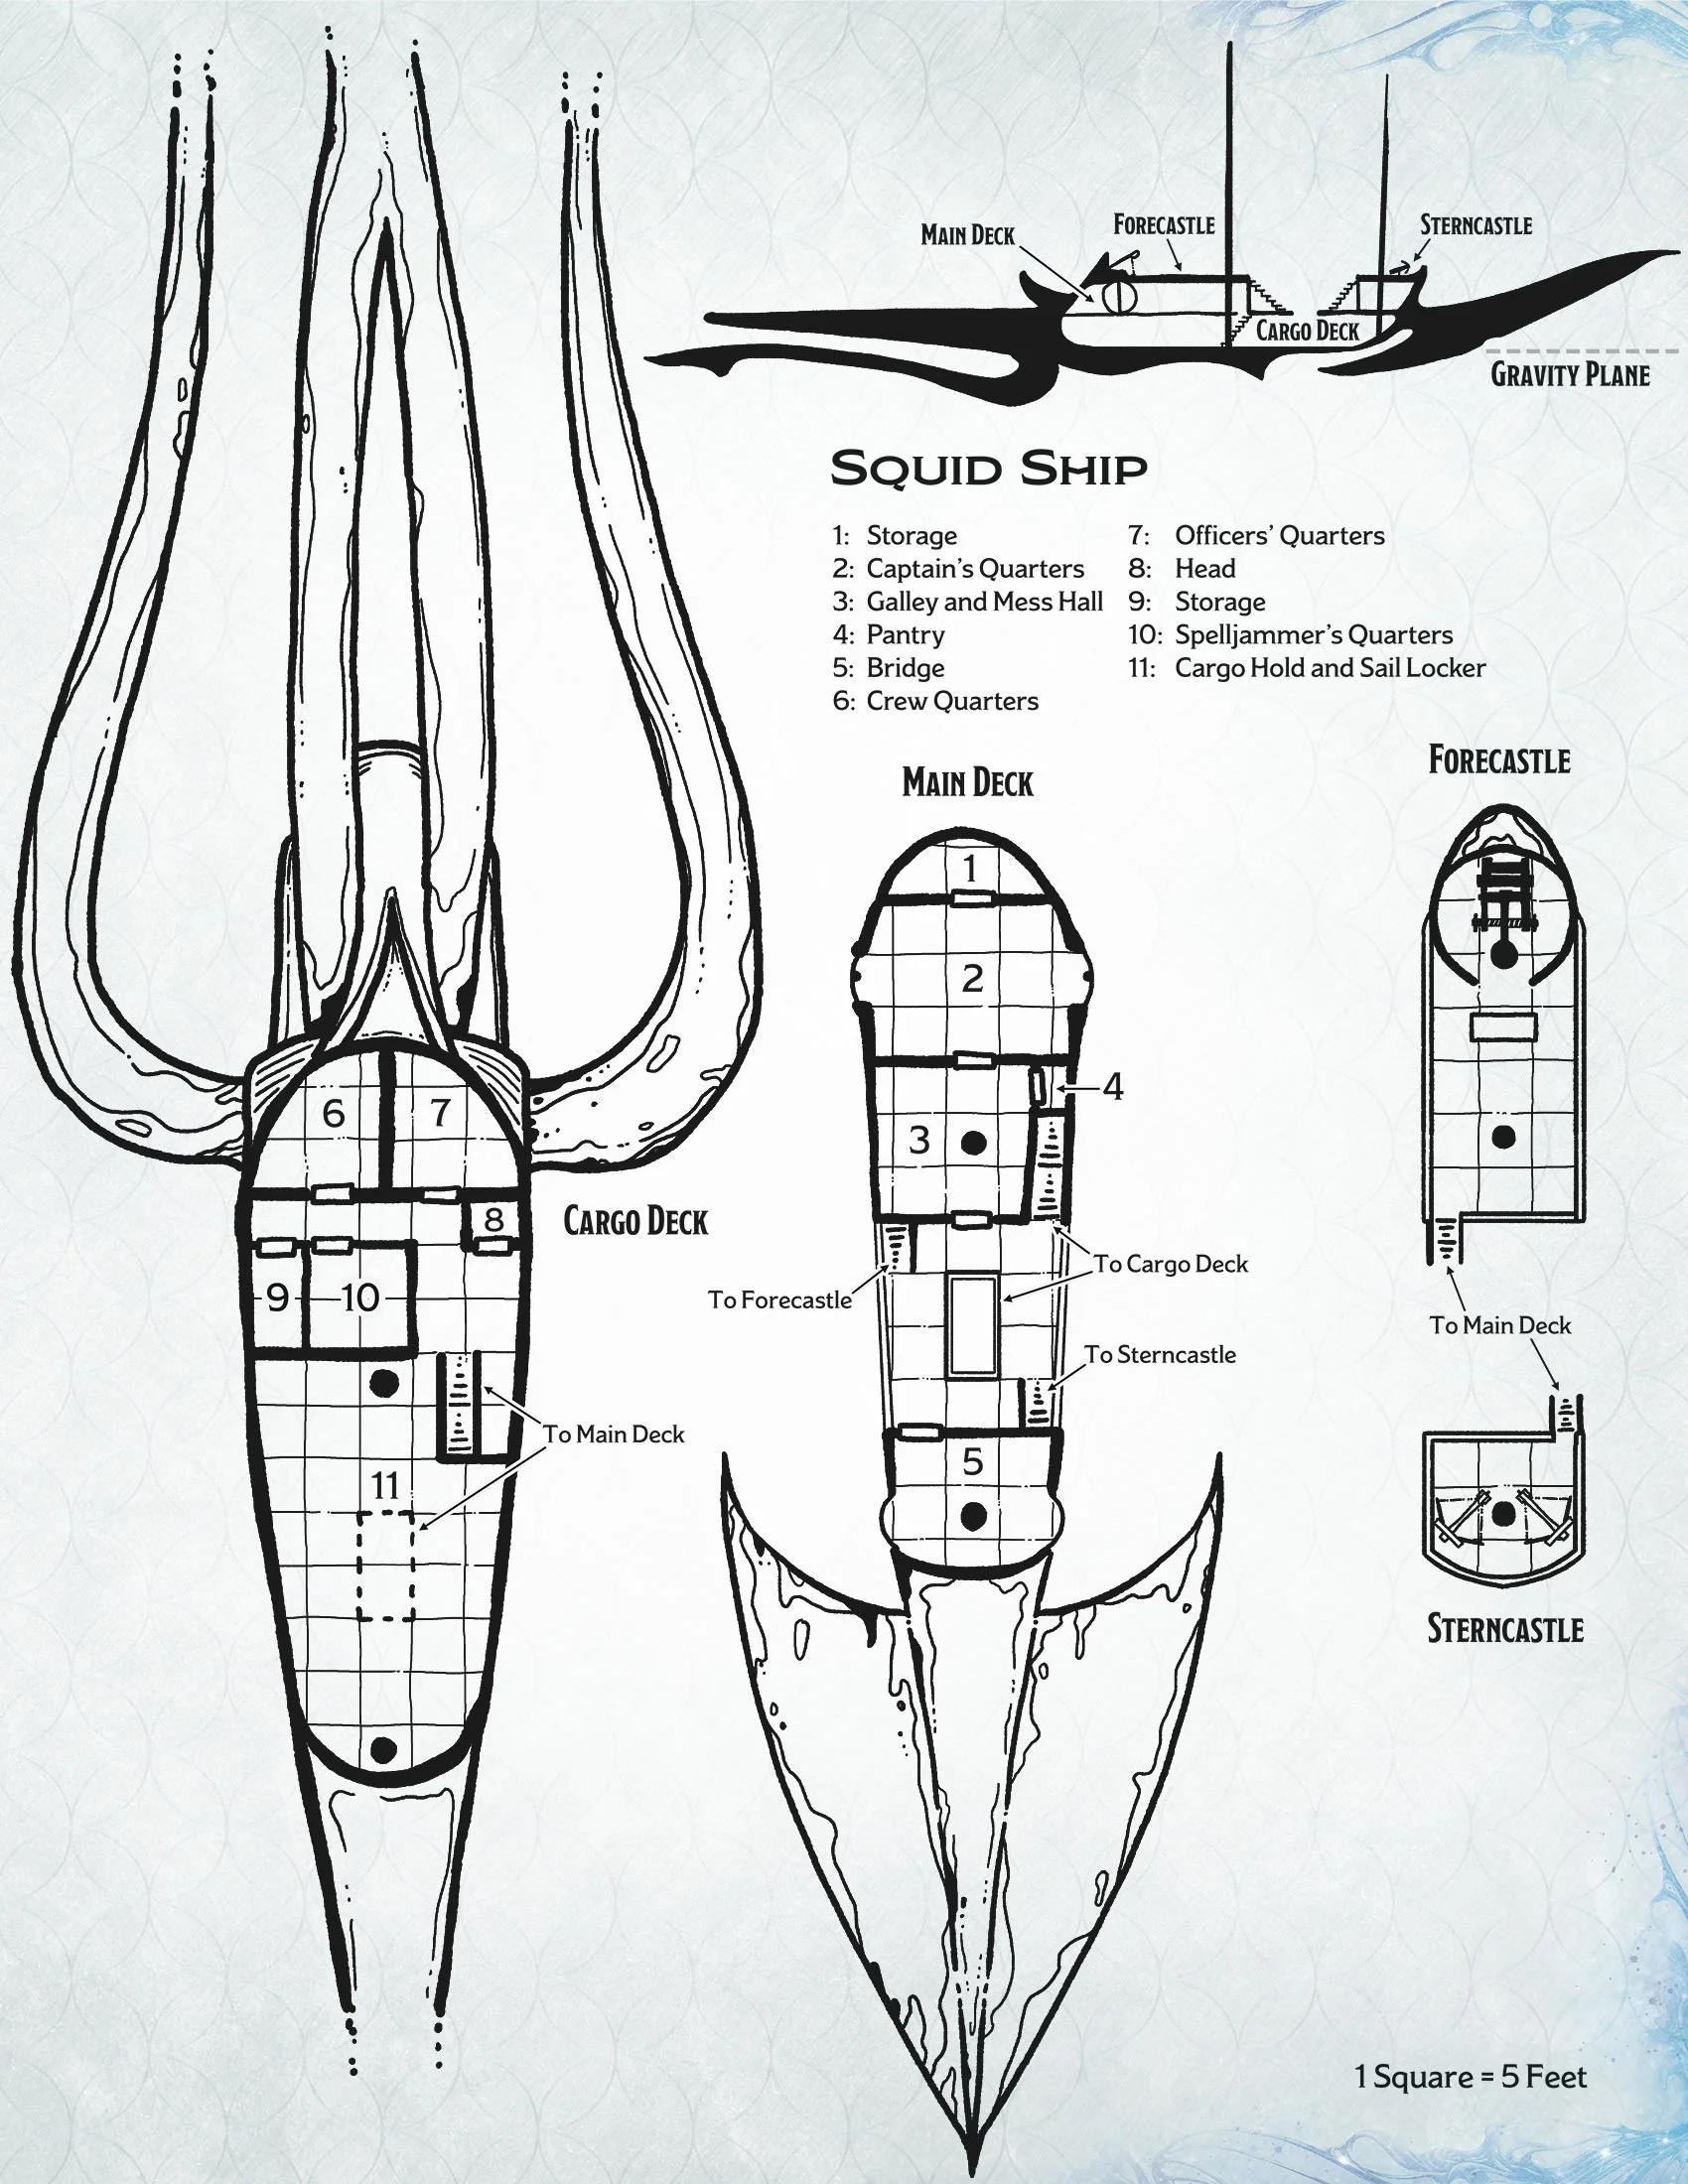 Main Deck
Forecastle
Sterncastle
Cargo Deck
Gravity Plane
Squid Ship
1: Storage
2: Captain’s Quarters
3: Galley and Mess Hall
4: Pantry
5: Bridge
6: Crew Quarters
7: Officers’ Quarters
8: Head
9: Storage
10: Spelljammer’s Quarters
11: Cargo Hold and Sail Locker
Main Deck
1
2
4
3
To Cargo Deck
To Forecastle
To Sterncastle
5
Forecastle
To Main Deck
Sterncastle
6
7
8
Cargo Deck
9
10
To Main Deck
11
1 Square = 5 Feet